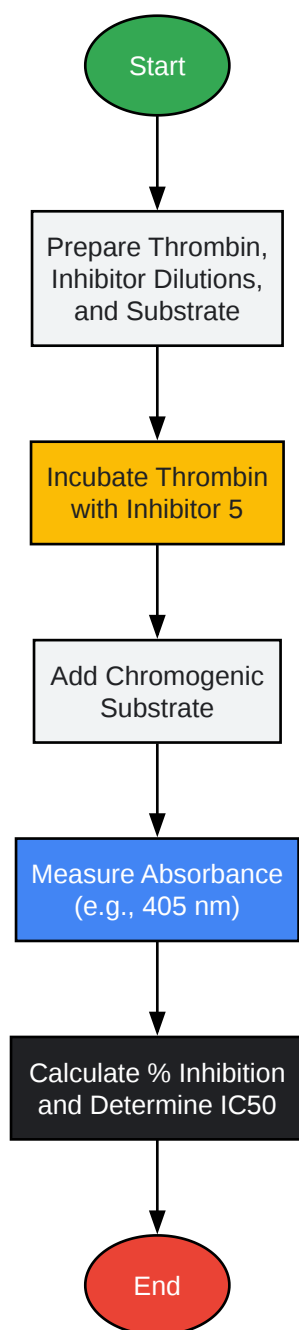 Start
Prepare Thrombin,
Inhibitor Dilutions,
and Substrate
Incubate Thrombin
with Inhibitor 5
Add Chromogenic
Substrate
Measure Absorbance
(e.g., 405 nm)
Calculate % Inhibition
and Determine IC50
End